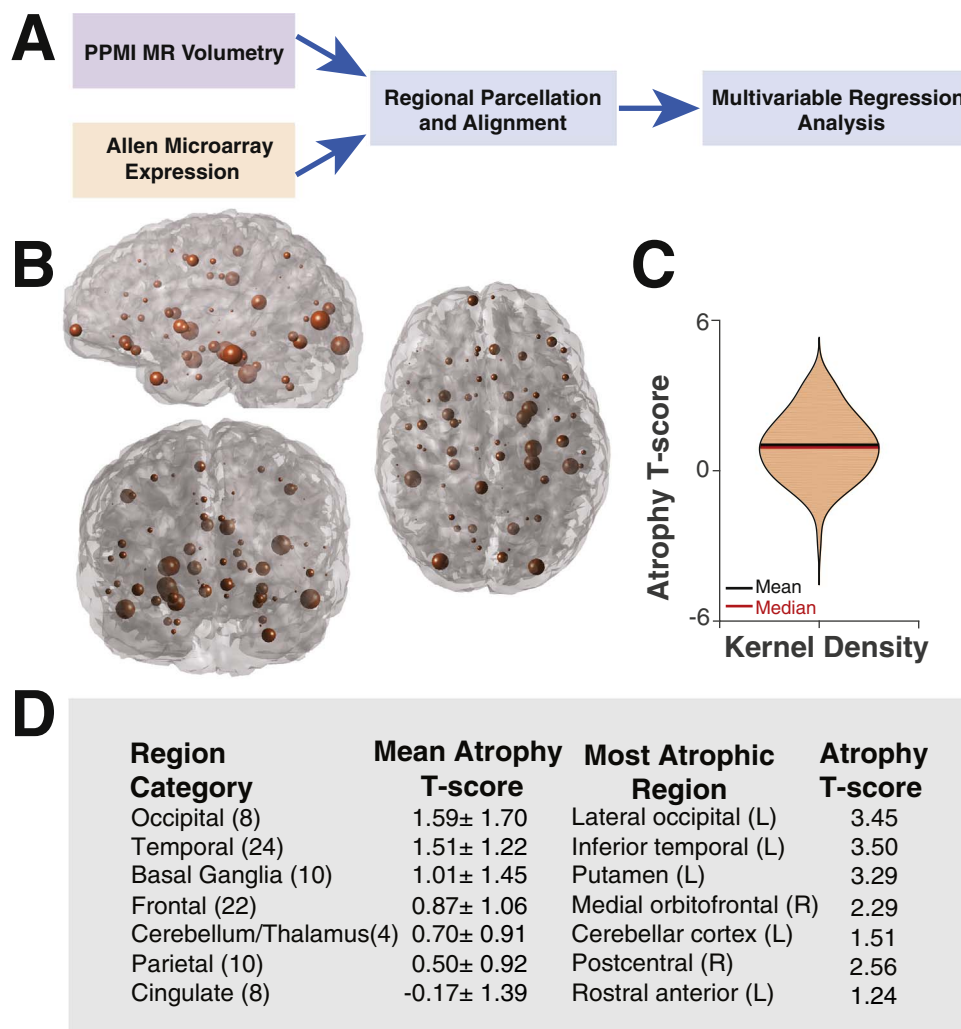 A
PPMI MR Volumetry
Allen Microarray
Expression
Regional Parcellation
and Alignment
Multivariable Regression
Analysis
B
C
6
0
-6
Atrophy T-score
Mean
Median
Kernel Density
D
Region
Category
Mean Atrophy
T-score
Most Atrophic
Region
Atrophy
T-score
Occipital (8) 1.59± 1.70 Lateral occipital (L) 3.45
Temporal (24) 1.51± 1.22 Inferior temporal (L) 3.50
Basal Ganglia (10) 1.01± 1.45 Putamen (L) 3.29
Frontal (22) 0.87± 1.06 Medial orbitofrontal (R) 2.29
Cerebellum/Thalamus(4) 0.70± 0.91 Cerebellar cortex (L) 1.51
Parietal (10) 0.50± 0.92 Postcentral (R) 2.56
Cingulate (8) -0.17± 1.39 Rostral anterior (L) 1.24